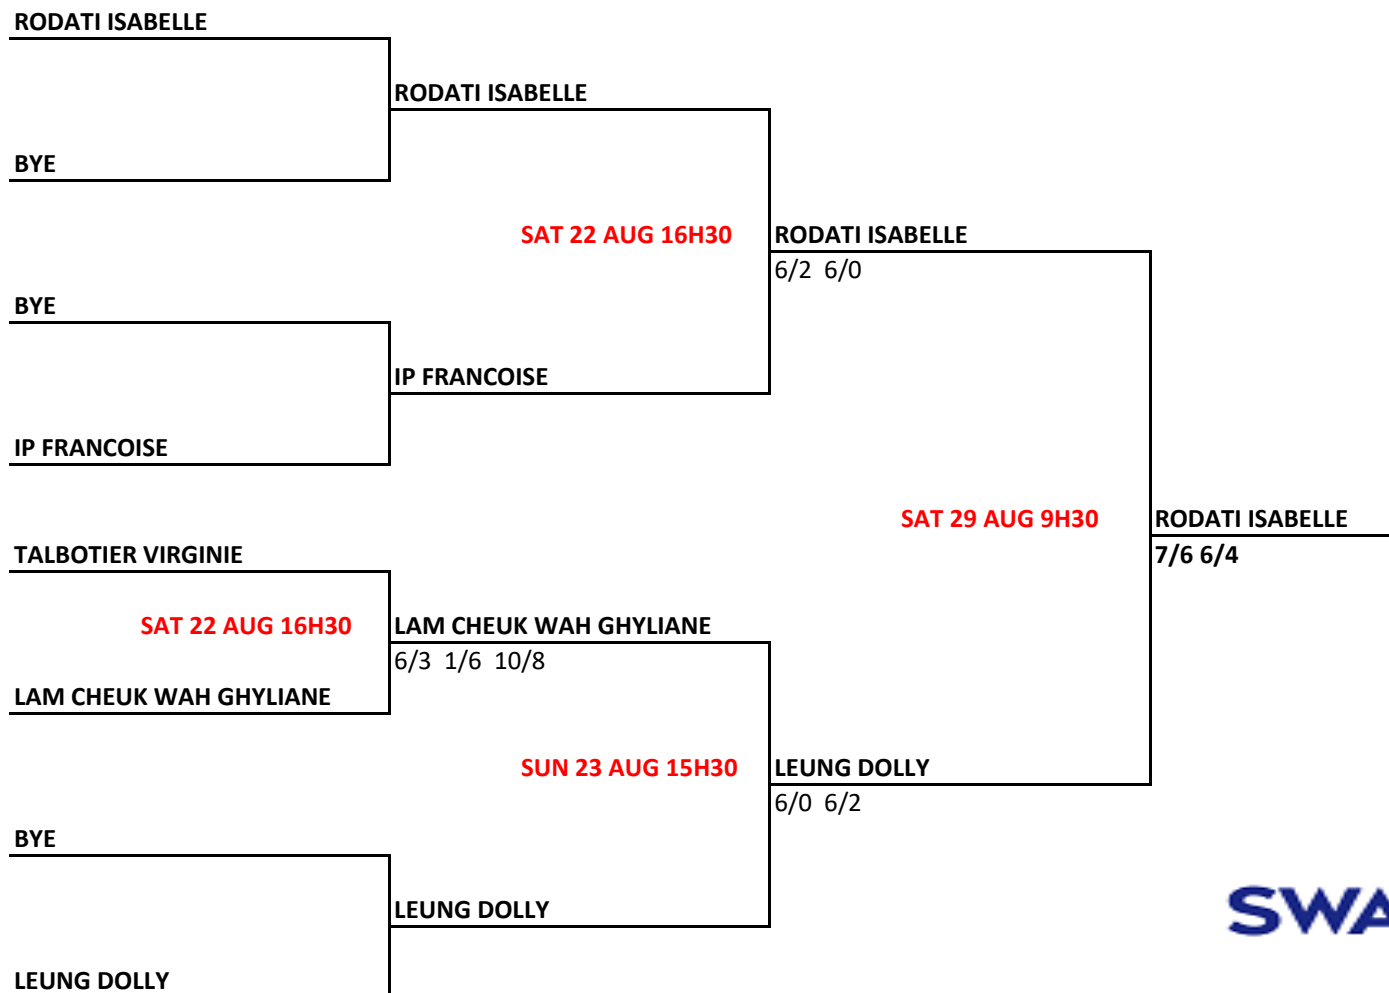 RODATI ISABELLE
RODATI ISABELLE
BYE
SAT 22 AUG 16H30
RODATI ISABELLE
6/2 6/0
BYE
IP FRANCOISE
IP FRANCOISE
SAT 29 AUG 9H30
RODATI ISABELLE
7/6 6/4
TALBOTIER VIRGINIE
SAT 22 AUG 16H30
LAM CHEUK WAH GHYLIANE
6/3 1/6 10/8
LAM CHEUK WAH GHYLIANE
SUN 23 AUG 15H30
LEUNG DOLLY
6/0 6/2
BYE
LEUNG DOLLY
LEUNG DOLLY